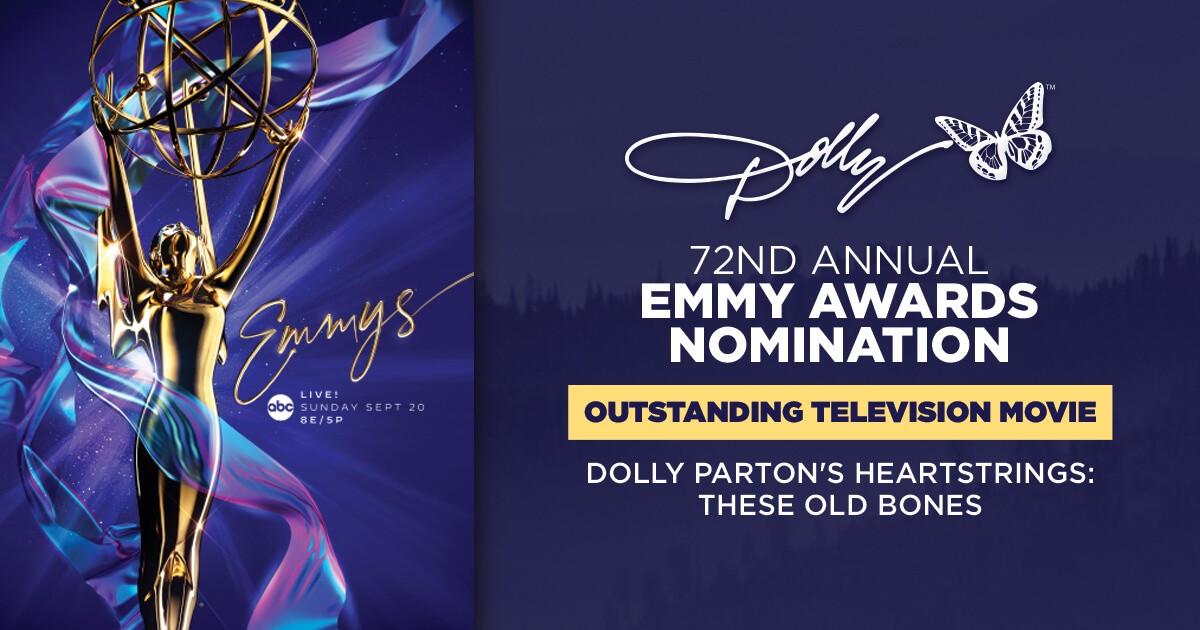 Emmys
abc
LIVE!
SUNDAY SEPT 20
8E/5P
Dolly
TM
72ND ANNUAL
EMMY AWARDS
NOMINATION
OUTSTANDING TELEVISION MOVIE
DOLLY PARTON'S HEARTSTRINGS:
THESE OLD BONES